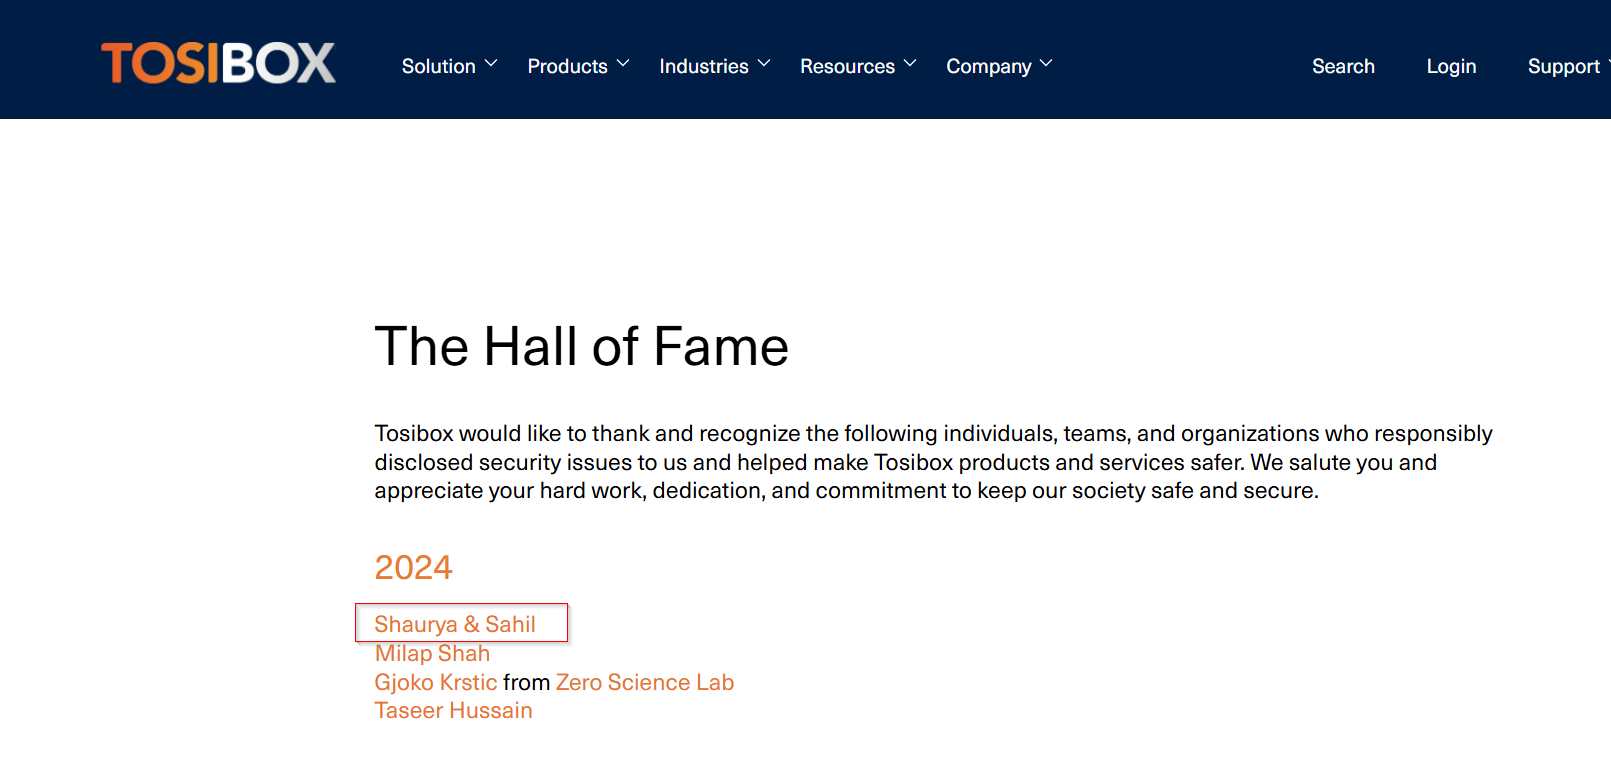 TOSIBOX Solution Products Industries Resources Company Search Login Support
The Hall of Fame
Tosibox would like to thank and recognize the following individuals, teams, and organizations who responsibly
disclosed security issues to us and helped make Tosibox products and services safer. We salute you and
appreciate your hard work, dedication, and commitment to keep our society safe and secure.
2024
Shaurya & Sahil
Milap Shah
Gjoko Krstic from Zero Science Lab
Taseer Hussain